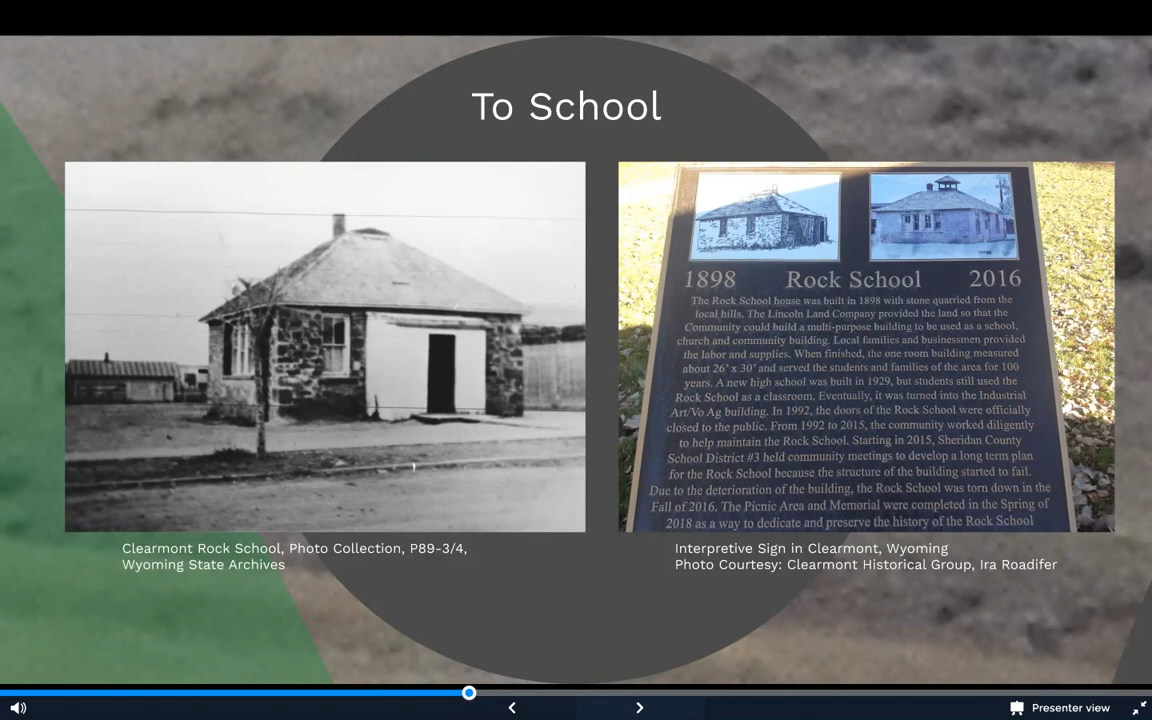 To School
Clearmont Rock School, Photo Collection, P89-3/4,
Wyoming State Archives
1898 Rock School 2016
The Rock School house was built in 1898 with stone quarried from the
local hills. The Lincoln Land Company provided the land so that the
Community could build a multi-purpose building to be used as a school,
church and community building. Local families and businessmen provided
the labor and supplies. When finished, the one room building measured
about 26' x 30' and served the students and families of the area for 100
years. A new high school was built in 1929, but students still used the
Rock School as a classroom. Eventually, it was turned into the Industrial
Art/Vo Ag building. In 1992, the doors of the Rock School were officially
closed to the public. From 1992 to 2015, the community worked diligently
to help maintain the Rock School. Starting in 2015, Sheridan County
School District #3 held community meetings to develop a long term plan
for the Rock School because the structure of the building started to fail.
Due to the deterioration of the building, the Rock School was torn down in the
Fall of 2016. The Picnic Area and Memorial were completed in the Spring of
2018 as a way to dedicate and preserve the history of the Rock School
Interpretive Sign in Clearmont, Wyoming
Photo Courtesy: Clearmont Historical Group, Ira Roadifer
Presenter view